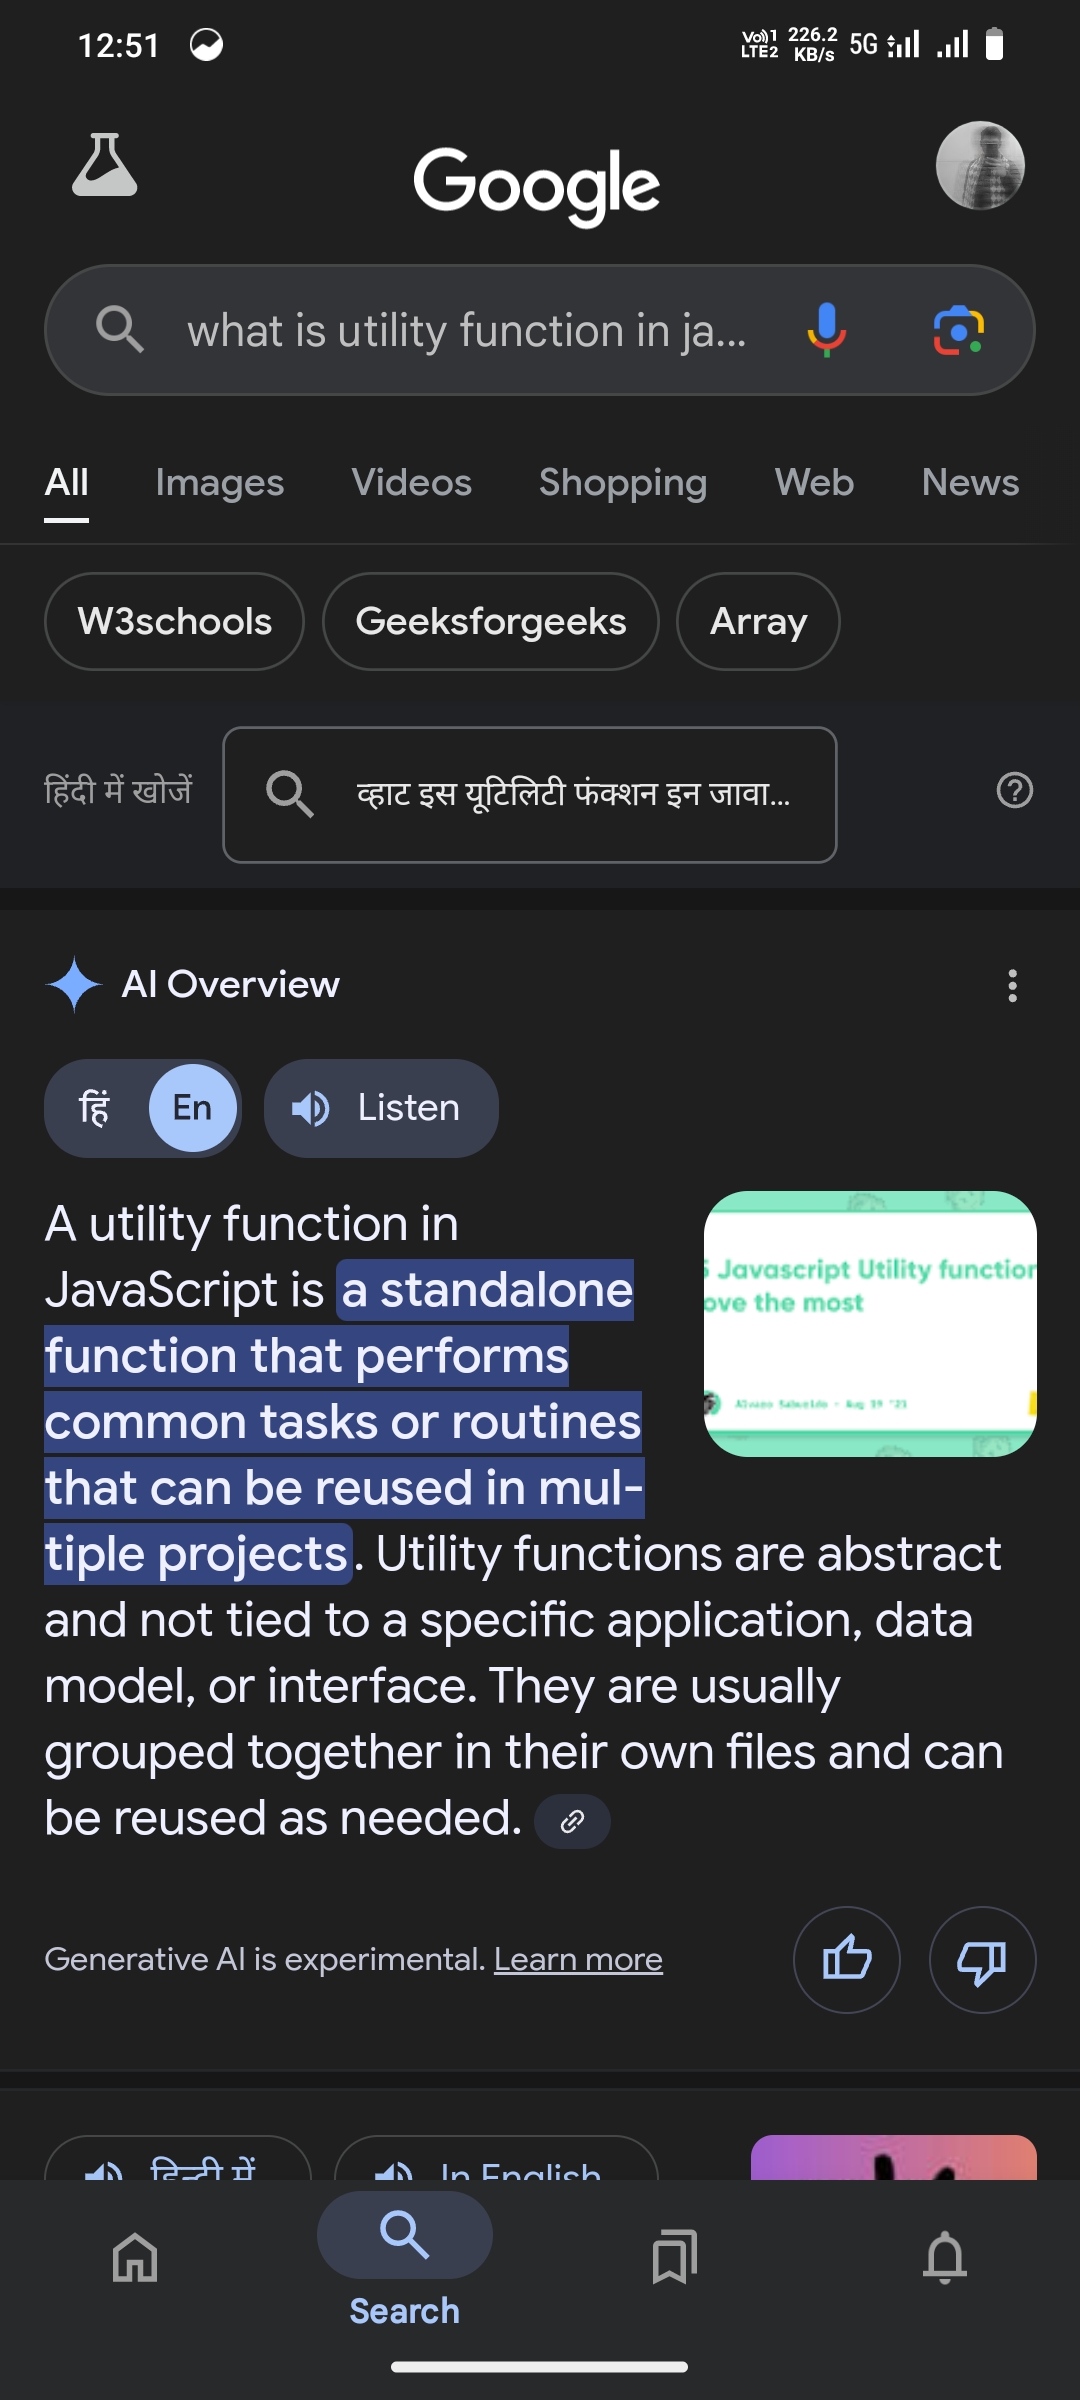 12:51
Vo)) 1 LTE2 226.2 KB/s 5G
Google
what is utility function in ja...
All Images Videos Shopping Web News
W3schools Geeksforgeeks Array
हिंदी में खोजें व्हाट इस यूटिलिटी फंक्शन इन जावा...
AI Overview
हिं En Listen
A utility function in
JavaScript is a standalone
function that performs
common tasks or routines
that can be reused in mul-
tiple projects. Utility functions are abstract
and not tied to a specific application, data
model, or interface. They are usually
grouped together in their own files and can
be reused as needed.
Javascript Utility function
ove the most
Aug 19 '21
Generative AI is experimental. Learn more
हिन्दी में In English
Search